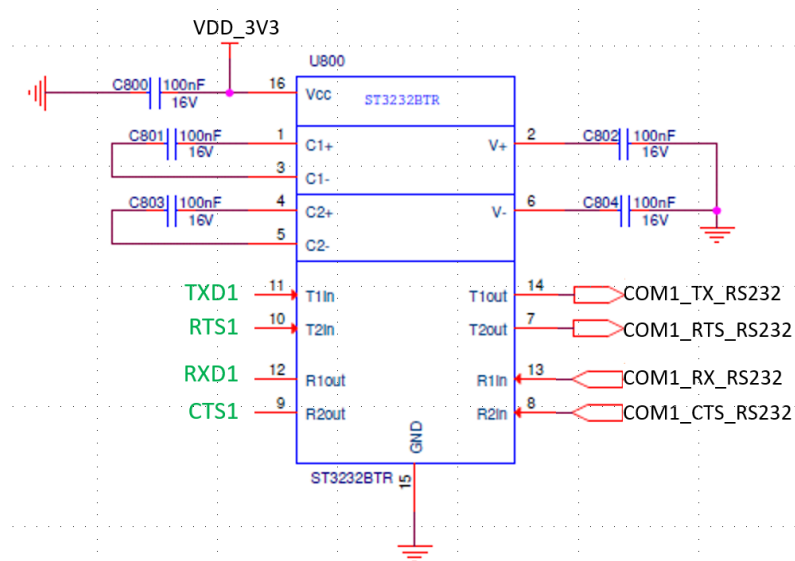 VDD_3V3
U800
C800 100nF
16V
16 Vcc
ST3232BTR
C801 100nF
16V
1 C1+
3 C1-
V+ 2
C802 100nF
16V
C803 100nF
16V
4 C2+
5 C2-
V- 6
C804 100nF
16V
TXD1 11 T1In
T1out 14 COM1_TX_RS232
RTS1 10 T2In
T2out 7 COM1_RTS_RS232
RXD1 12 R1out
R1In 13 COM1_RX_RS232
CTS1 9 R2out
R2In 8 COM1_CTS_RS232
GND
ST3232BTR
15